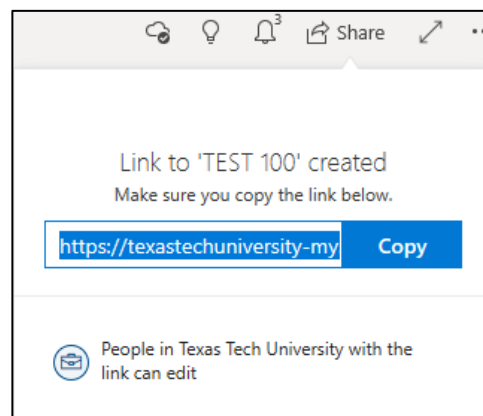 3
Share
Link to 'TEST 100' created
Make sure you copy the link below.
https://texastechuniversity-my
Copy
People in Texas Tech University with the
link can edit